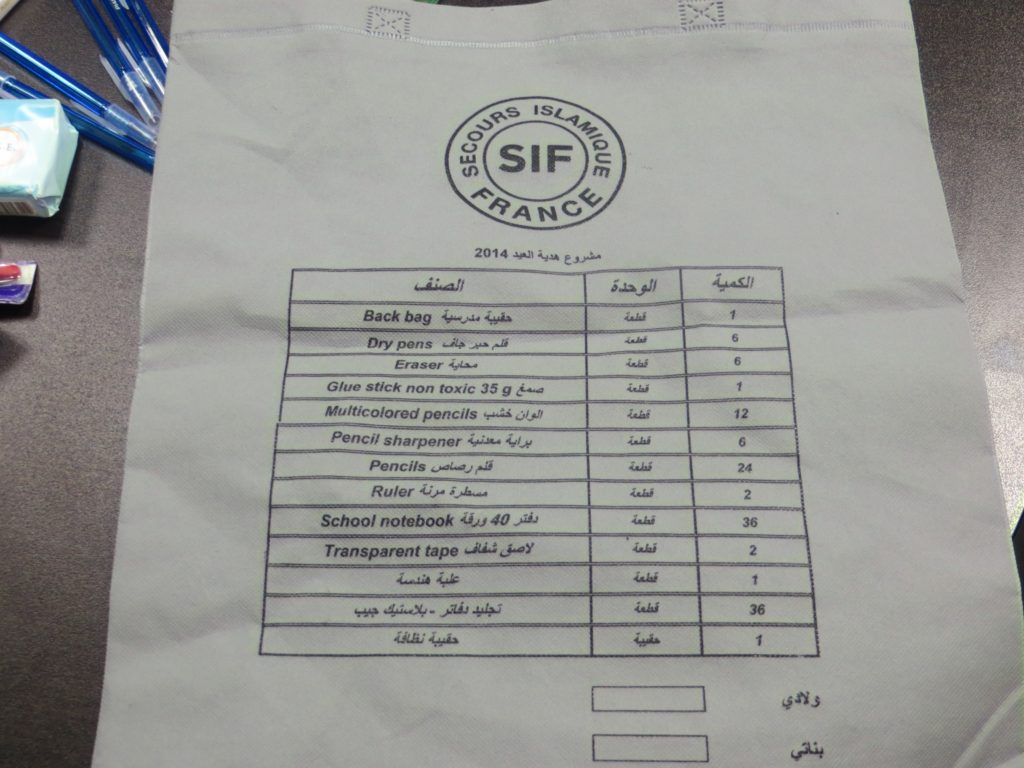 SECOURS ISLAMIQUE
SIF
FRANCE
مشروع هدية العيد 2014
الصنف الوحدة الكمية
Back bag حقيبة مدرسية قطعة 1
Dry pens قلم حبر جاف قطعة 6
Eraser محاية قطعة 6
Glue stick non toxic 35 g صمغ قطعة 1
Multicolored pencils الوان خشب قطعة 12
Pencil sharpener براية معدنية قطعة 6
Pencils قلم رصاص قطعة 24
Ruler مسطرة مرنة قطعة 2
School notebook دفتر 40 ورقة قطعة 36
Transparent tape لاصق شفاف قطعة 2
علبة هندسة قطعة 1
تجليد دفاتر - بلاستيك جيب قطعة 36
حقيبة نظافة حقيبة 1
ولادي
بناتي